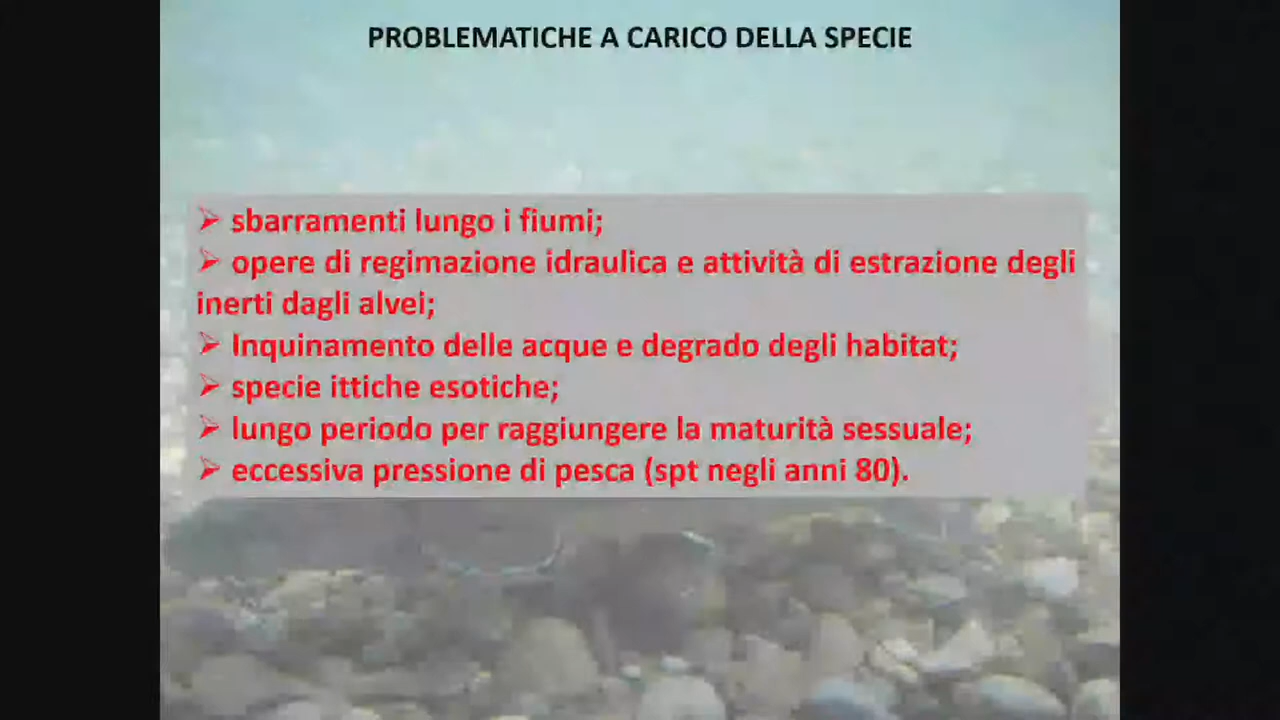 PROBLEMATICHE A CARICO DELLA SPECIE
➢ sbarramenti lungo i fiumi;
➢ opere di regimazione idraulica e attività di estrazione degli
inerti dagli alvei;
➢ Inquinamento delle acque e degrado degli habitat;
➢ specie ittiche esotiche;
➢ lungo periodo per raggiungere la maturità sessuale;
➢ eccessiva pressione di pesca (spt negli anni 80).